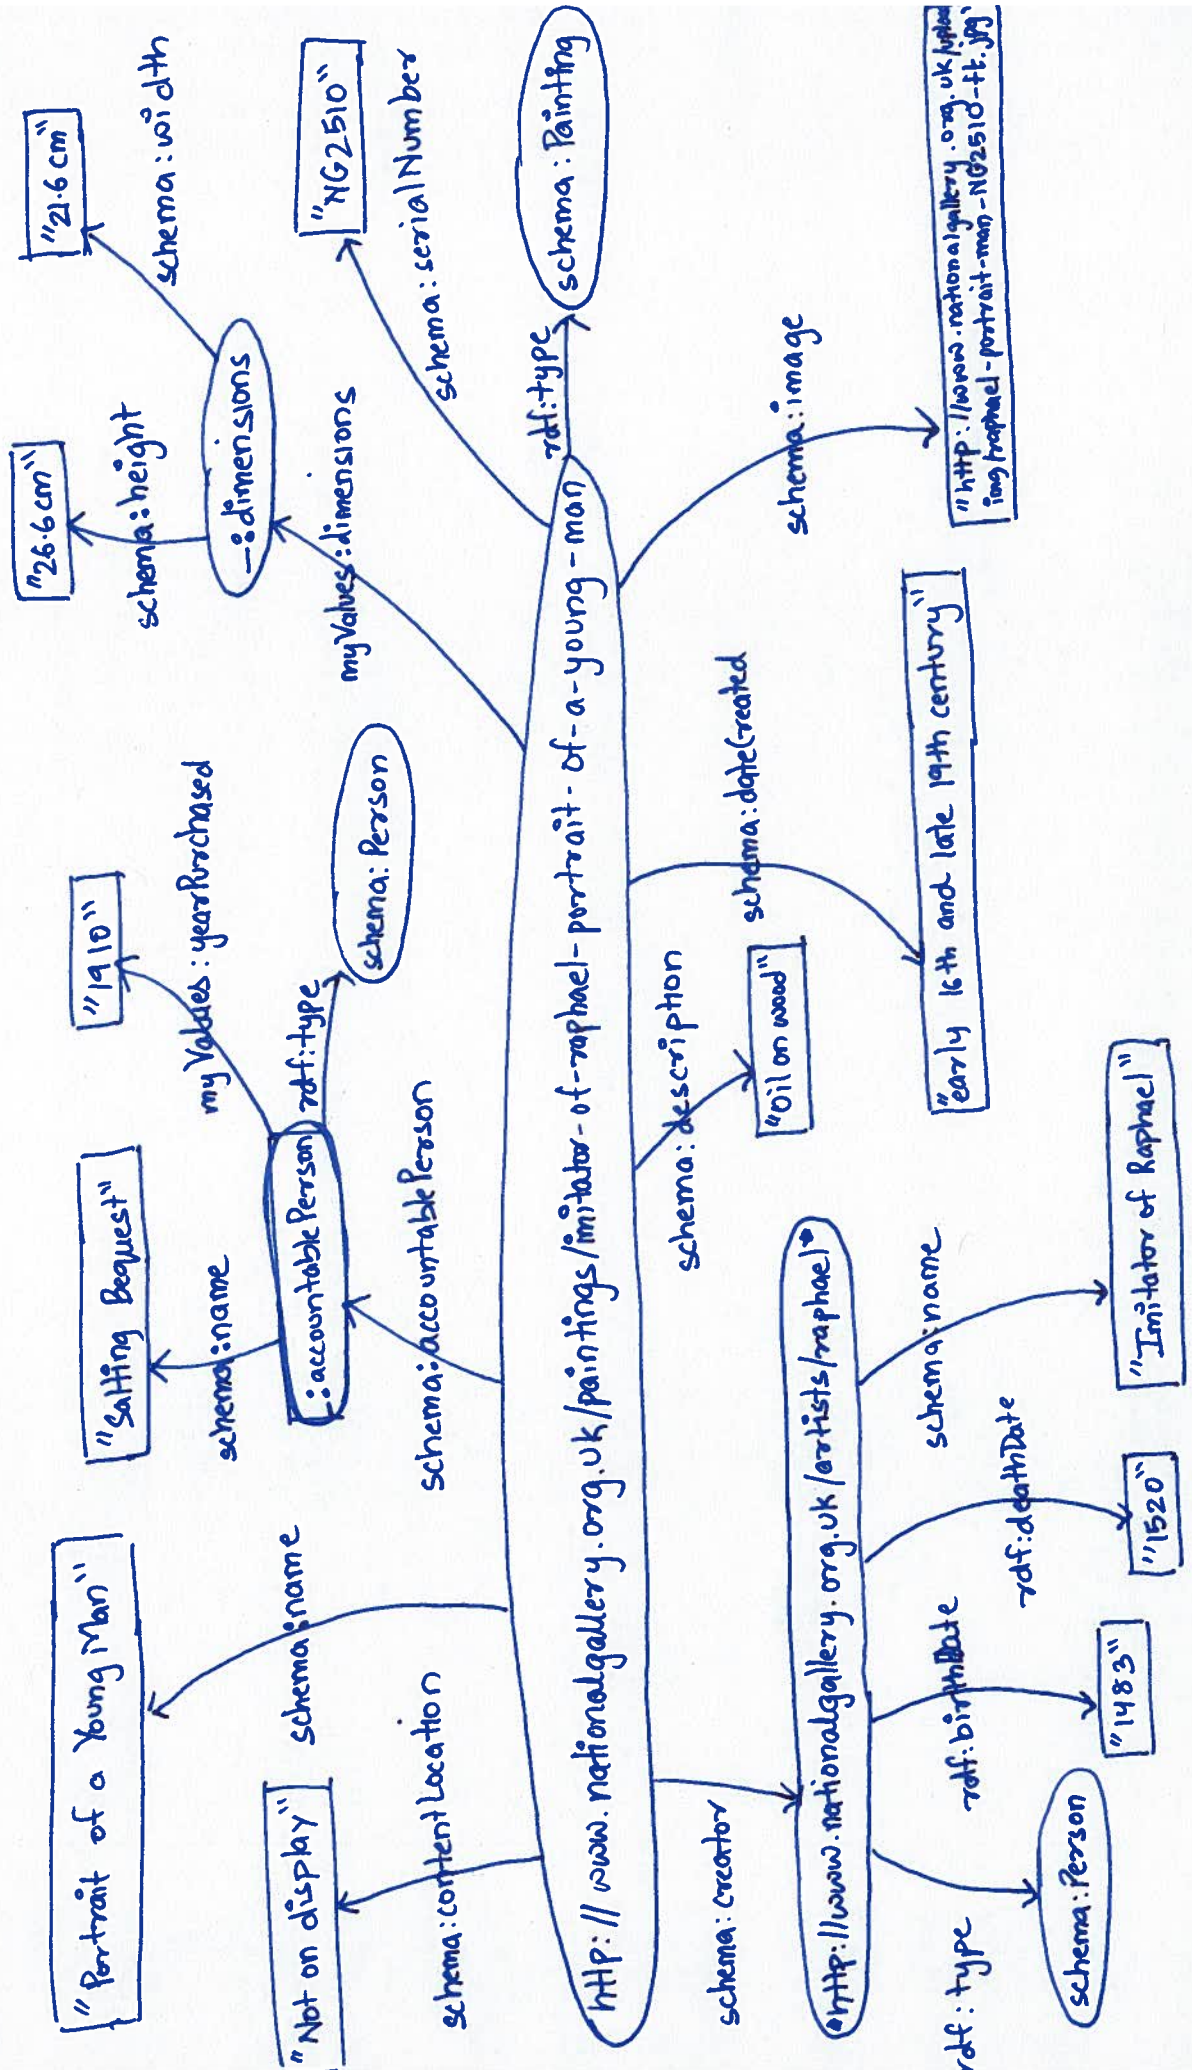 "Portrait of a Young Man"
schema:name
"Not on display"
schema:contentLocation
"Salting Bequest"
schema:name
"1910"
myValues:yearPurchased
_:accountablePerson
rdf:type
schema:Person
schema:accountablePerson
"26.6cm"
schema:height
"21.6 cm"
schema:width
_:dimensions
myValues:dimensions
"NG2510"
schema:serialNumber
http://www.nationalgallery.org.uk/paintings/imitator-of-raphael-portrait-of-a-young-man
rdf:type
schema:Painting
schema:creator
schema:description
"Oil on wood"
schema:dateCreated
"early 16th and late 19th century"
schema:image
"http://www.nationalgallery.org.uk/upload
img/raphael-portrait-man-NG2510-ft.jpg"
"http://www.nationalgallery.org.uk/artists/raphael"
rdf:type
schema:Person
rdf:birthDate
"1483"
rdf:deathDate
"1520"
schema:name
"Imitator of Raphael"